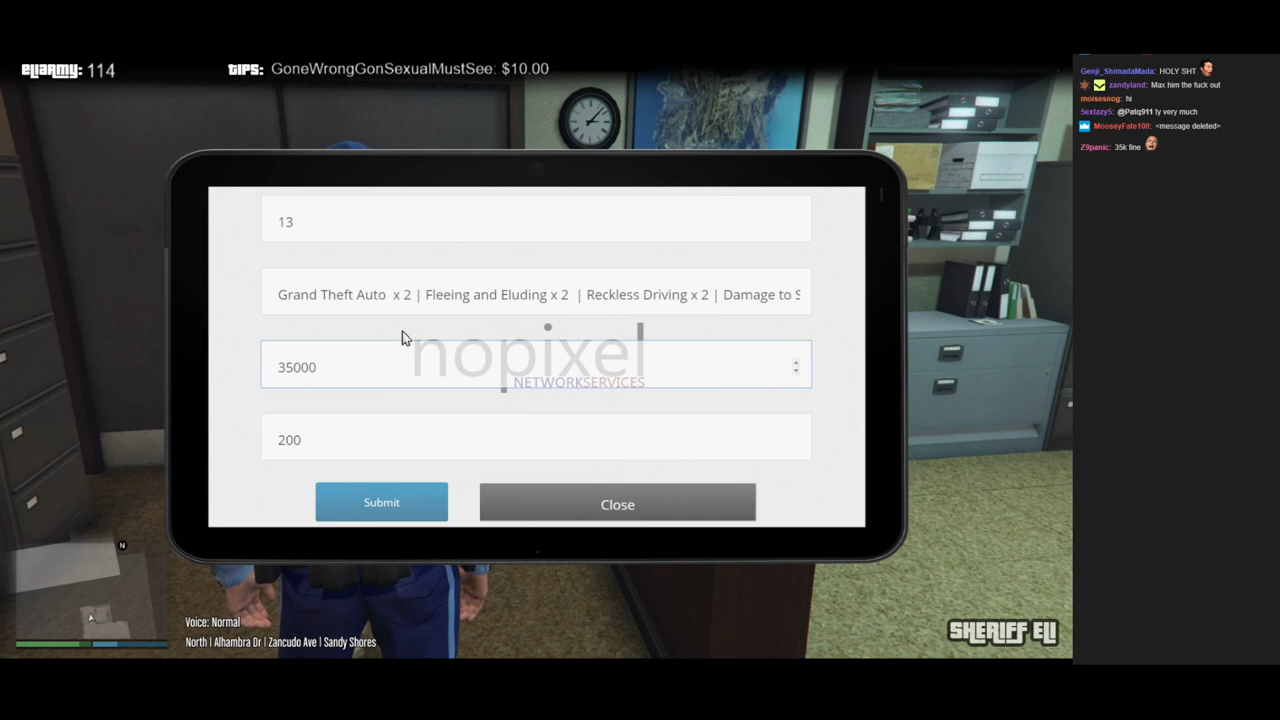 ELIARMY: 114
TIPS: GoneWrongGonSexualMustSee: $10.00
Genji_ShimadaMada: HOLY SHT
zandyland: Max him the fuck out
moisesnog: hi
5extazy5: @Patq911 ty very much
MooseyFate100: <message deleted>
Z9panic: 35k fine
13
Grand Theft Auto x 2 | Fleeing and Eluding x 2 | Reckless Driving x 2 | Damage to S
nopixel
NETWORKSERVICES
35000
200
Submit
Close
N
Voice: Normal
North | Alhambra Dr | Zancudo Ave | Sandy Shores
SHERIFF ELI